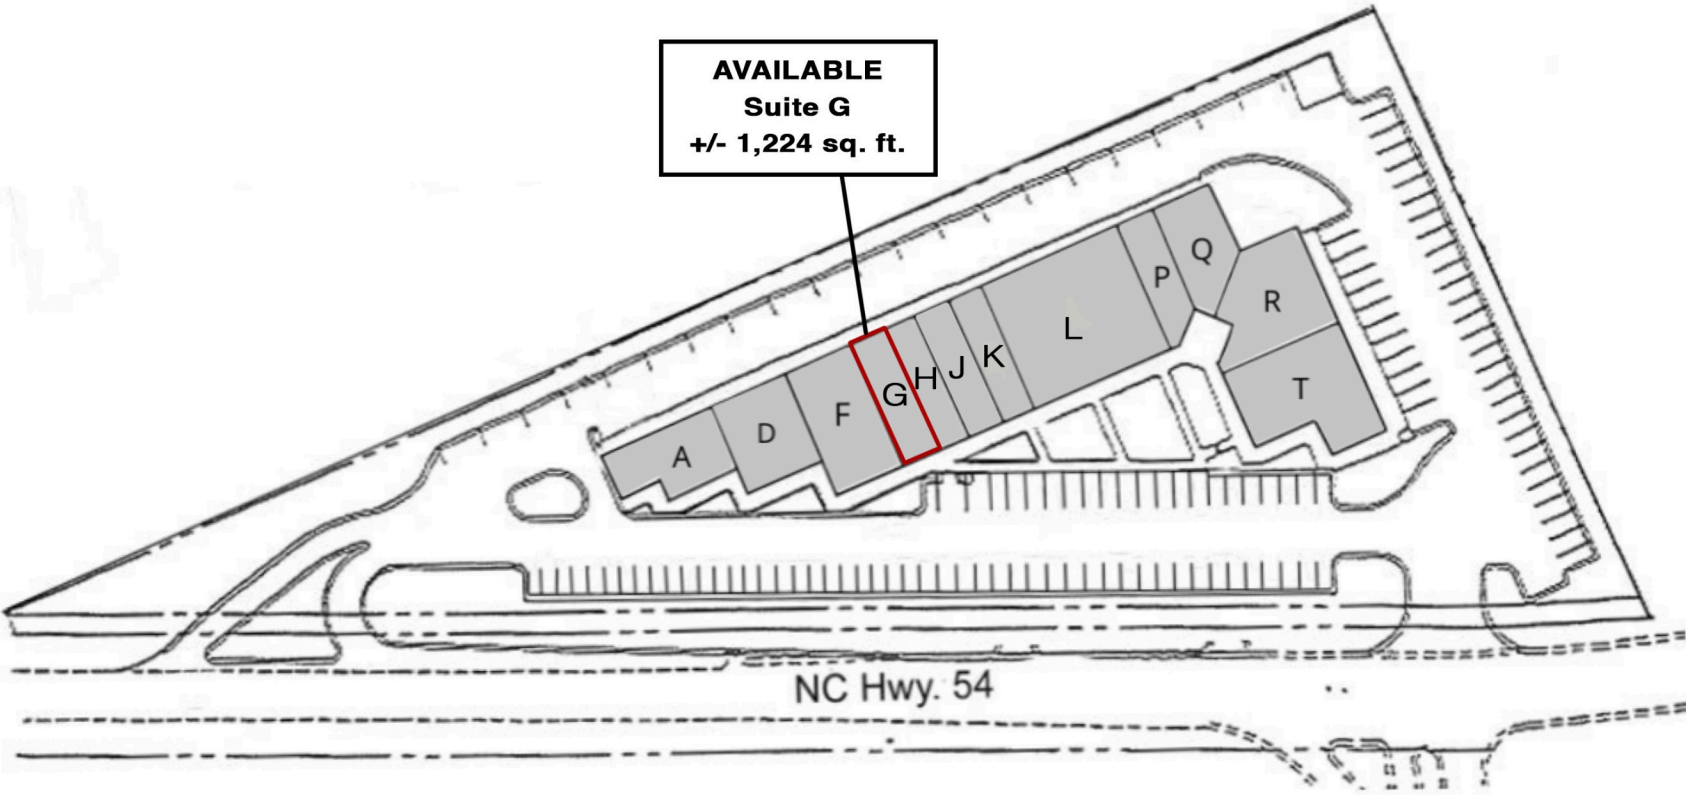 AVAILABLE
Suite G
+/- 1,224 sq. ft.
Q
P
R
L
K
J
H
G
T
F
D
A
NC Hwy. 54